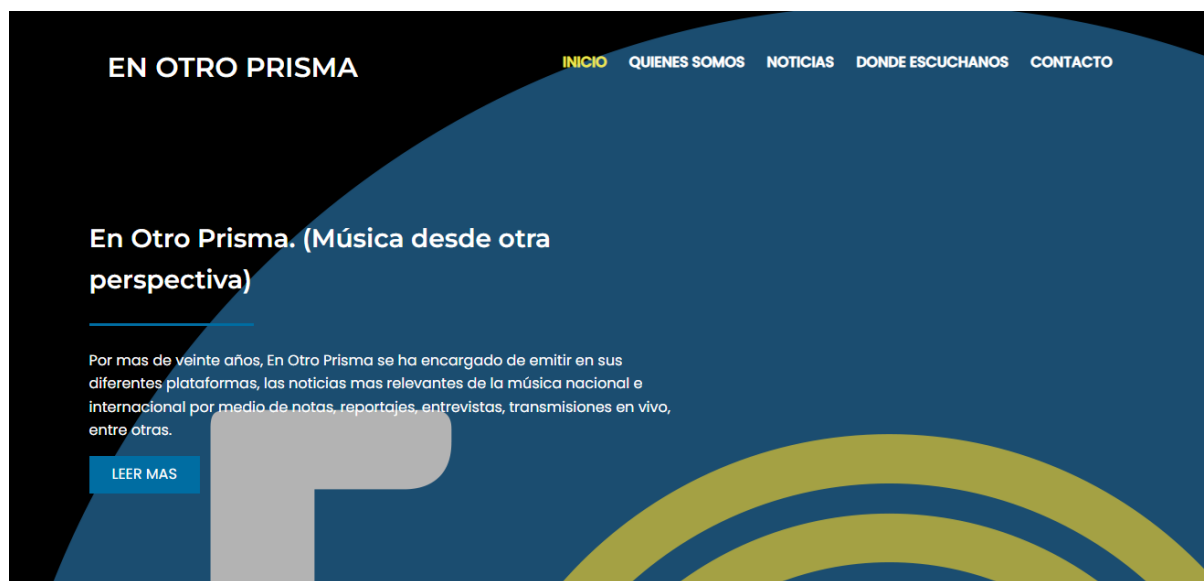 EN OTRO PRISMA
INICIO QUIENES SOMOS NOTICIAS DONDE ESCUCHANOS CONTACTO
En Otro Prisma. (Música desde otra
perspectiva)
Por mas de veinte años, En Otro Prisma se ha encargado de emitir en sus
diferentes plataformas, las noticias mas relevantes de la música nacional e
internacional por medio de notas, reportajes, entrevistas, transmisiones en vivo,
entre otras.
LEER MAS